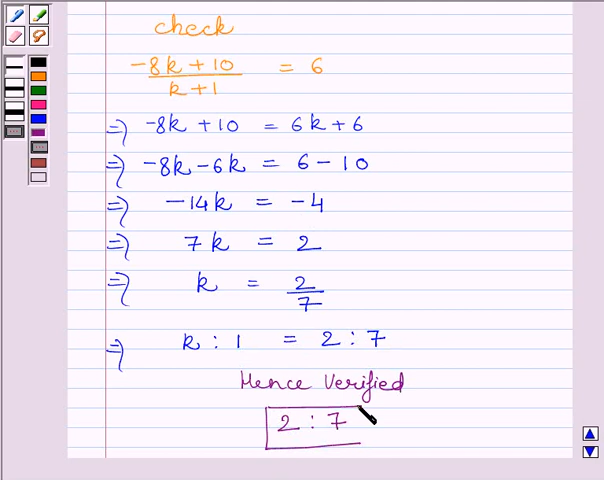 check
-8k + 10 / k + 1 = 6
⇒ -8k + 10 = 6k + 6
⇒ -8k - 6k = 6 - 10
⇒ -14k = -4
⇒ 7k = 2
⇒ k = 2/7
⇒ k : 1 = 2 : 7
Hence Verified
2 : 7